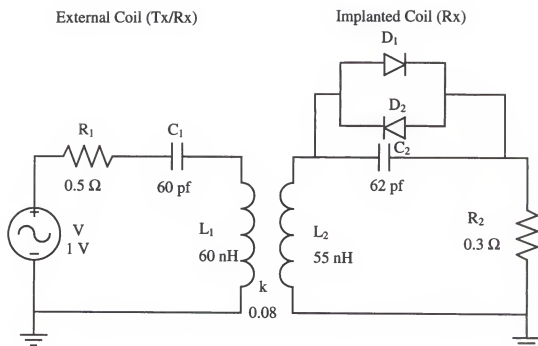 External Coil (Tx/Rx)
Implanted Coil (Rx)
D1
R1
C1
D2
C2
0.5 Ω
60 pf
62 pf
V
1 V
+
−
L1
60 nH
L2
55 nH
R2
0.3 Ω
k
0.08